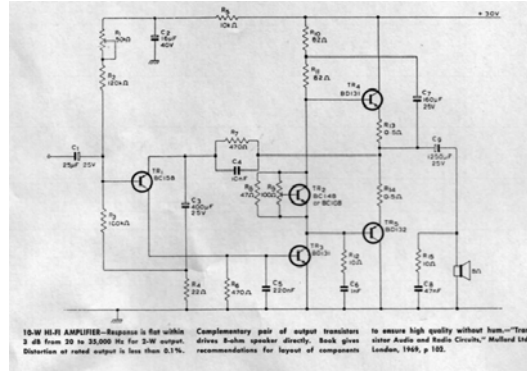 +30V
R5
10kΩ
R1
50kΩ
C2
16μF
40V
R10
82Ω
R2
120kΩ
R11
82Ω
TR4
BD131
C7
160μF
25V
R7
470Ω
R13
0·5Ω
C9
1250μF
25V
C1
25μF 25V
TR1
BC158
C4
10nF
C3
400μF
25V
R8
47Ω
R9
100Ω
TR2
BC148
or BC108
R14
0·5Ω
R3
100kΩ
TR5
BD132
TR3
BD131
R4
22Ω
R6
470Ω
C5
220nF
R12
10Ω
C6
1nF
R15
10Ω
C8
47nF
8Ω
10-W HI-FI AMPLIFIER—Response is flat within
3 dB from 20 to 35,000 Hz for 2-W output.
Distortion at rated output is less than 0.1%.
Complementary pair of output transistors
drives 8-ohm speaker directly. Book gives
recommendations for layout of components
to ensure high quality without hum.—"Tran-
sistor Audio and Radio Circuits," Mullard Ltd.
London, 1969, p 102.